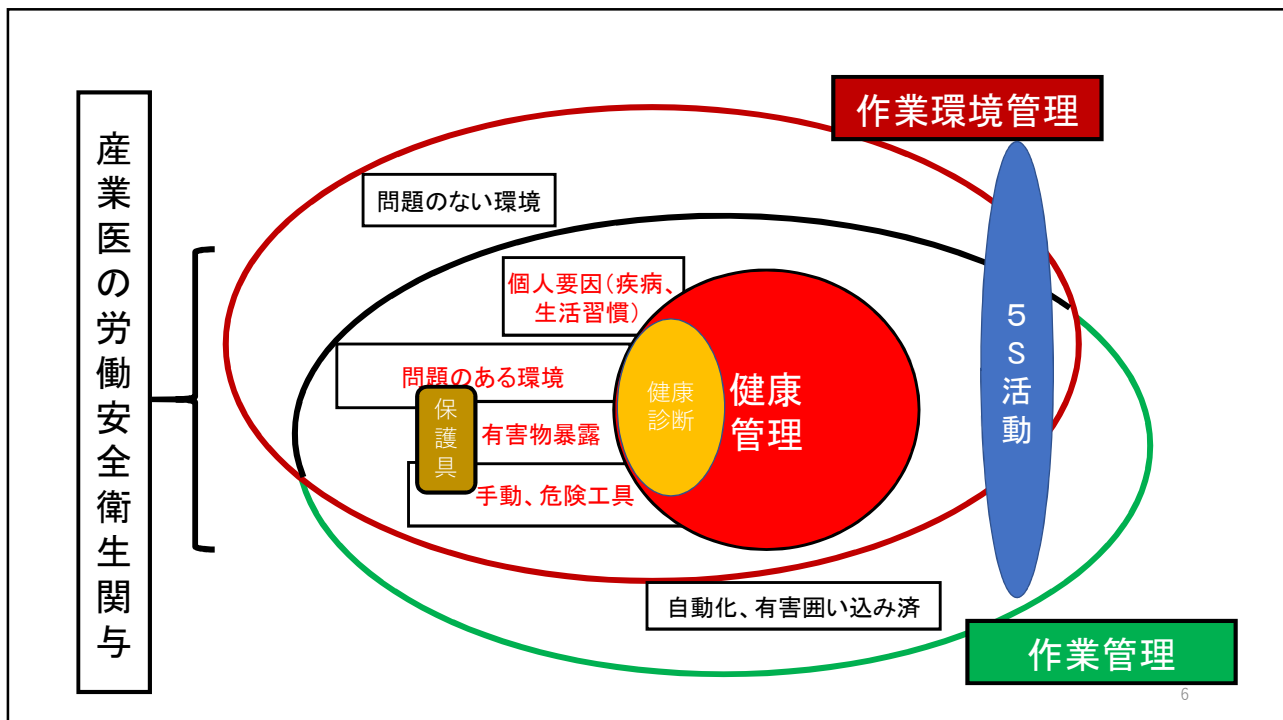 産業医の労働安全衛生関与
作業環境管理
問題のない環境
個人要因（疾病、
生活習慣）
問題のある環境
保護具
有害物暴露
手動、危険工具
健康
診断
健康
管理
５Ｓ活動
自動化、有害囲い込み済
作業管理
6